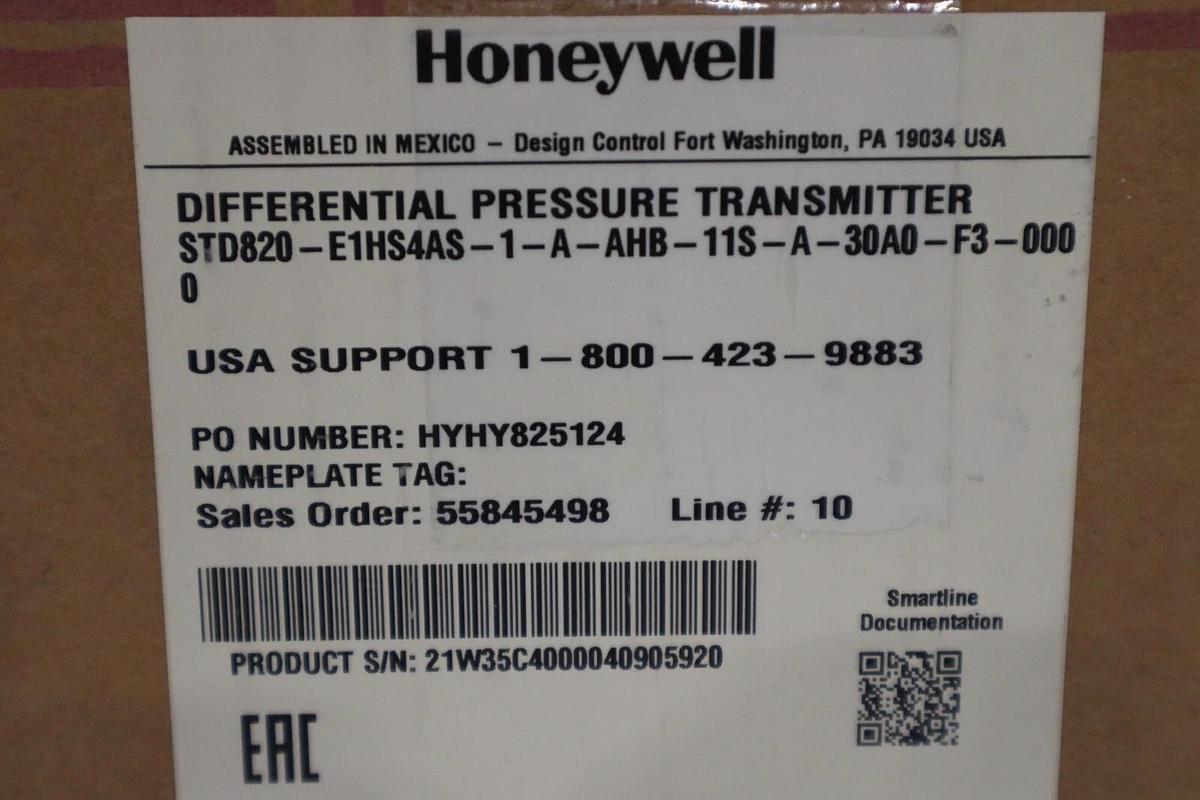 Honeywell
ASSEMBLED IN MEXICO – Design Control Fort Washington, PA 19034 USA
DIFFERENTIAL PRESSURE TRANSMITTER
STD820–E1HS4AS–1–A–AHB–11S–A–30A0–F3–000
0
USA SUPPORT 1–800–423–9883
PO NUMBER: HYHY825124
NAMEPLATE TAG:
Sales Order: 55845498 Line #: 10
PRODUCT S/N: 21W35C4000040905920
Smartline
Documentation
EAC